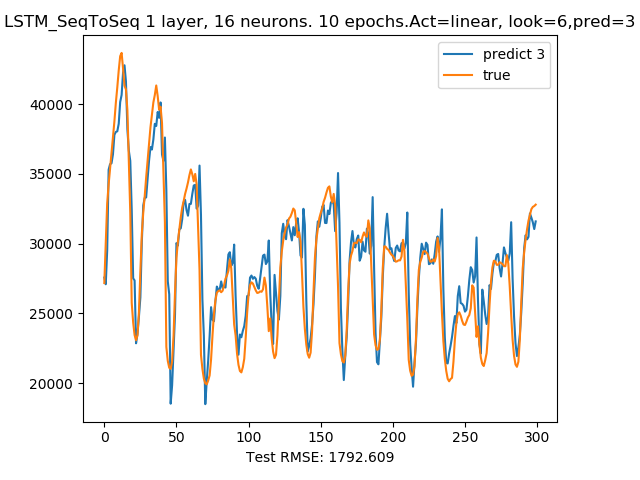 LSTM_SeqToSeq 1 layer, 16 neurons. 10 epochs.Act=linear, look=6,pred=3
predict 3
true
40000
35000
30000
25000
20000
0 50 100 150 200 250 300
Test RMSE: 1792.609